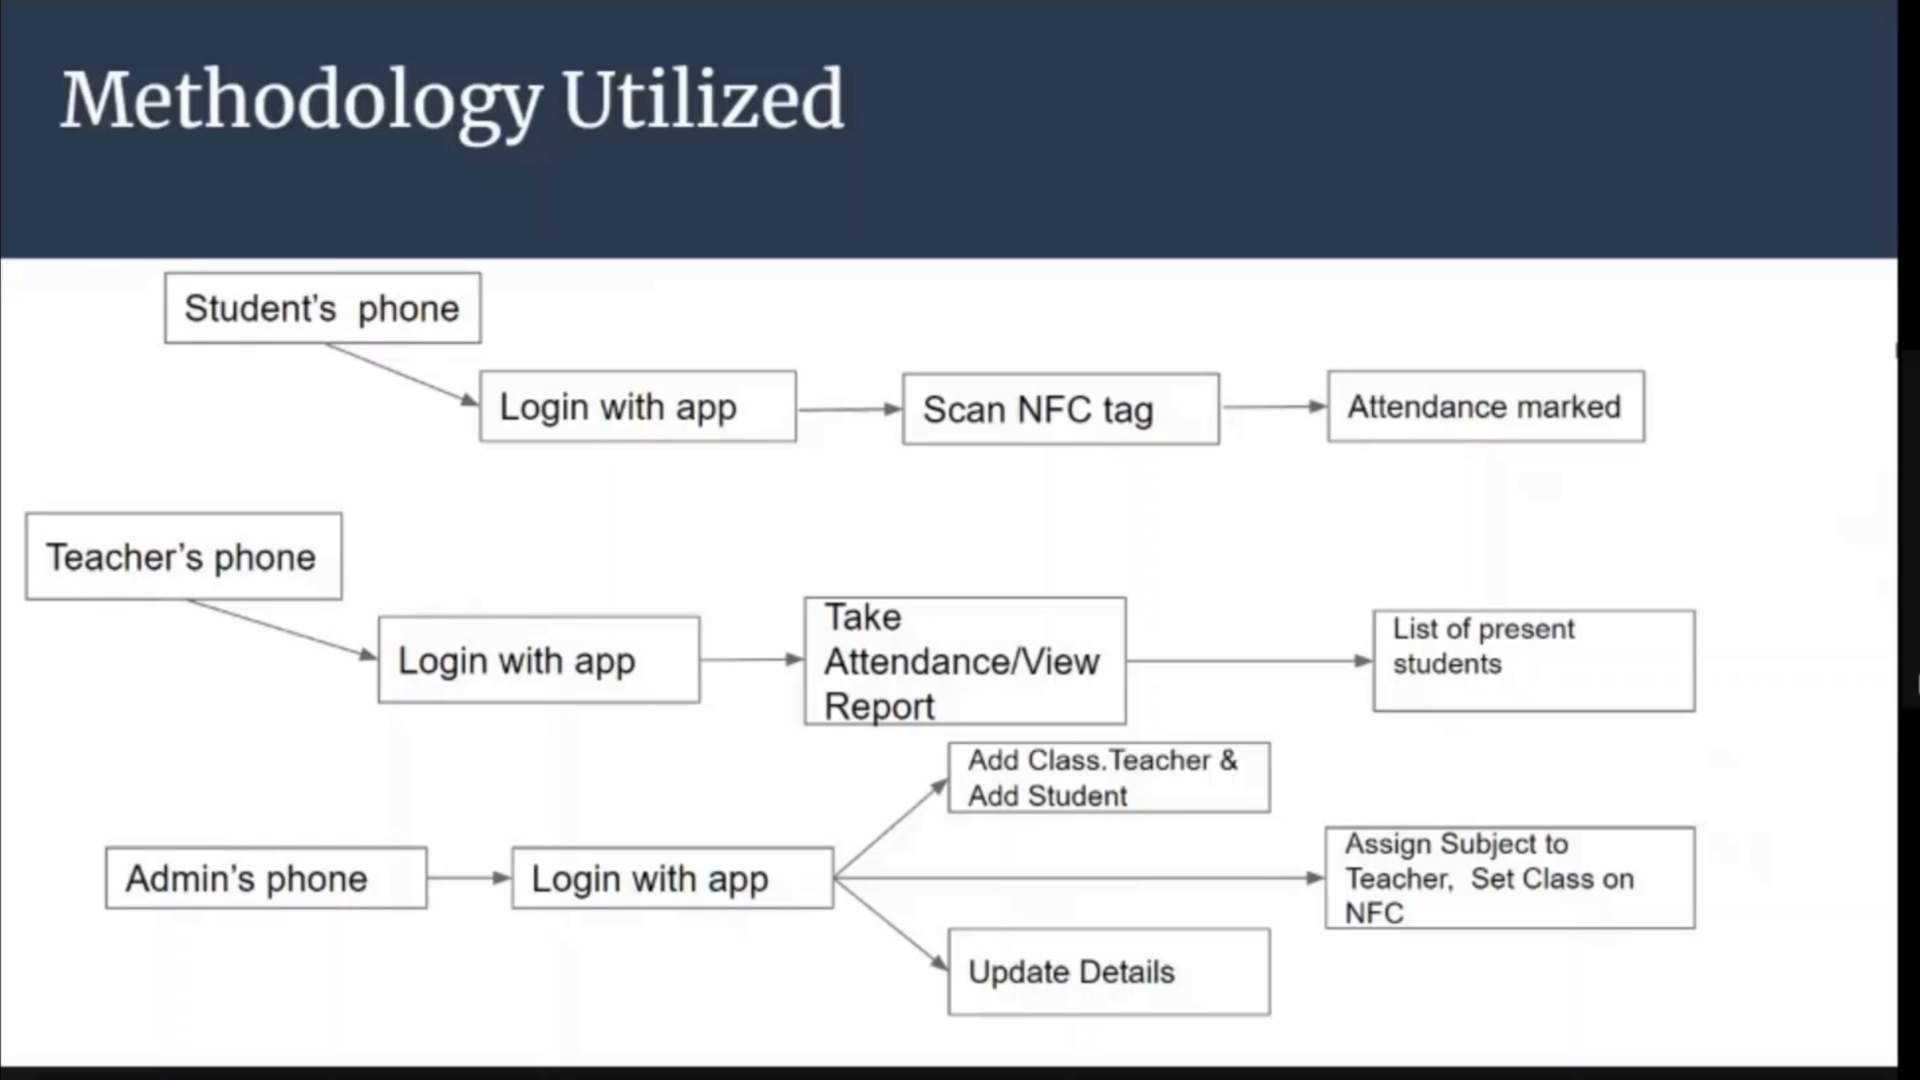 Methodology Utilized
Student’s phone
Login with app
Scan NFC tag
Attendance marked
Teacher’s phone
Login with app
Take
Attendance/View
Report
List of present
students
Admin’s phone
Login with app
Add Class.Teacher &
Add Student
Assign Subject to
Teacher, Set Class on
NFC
Update Details